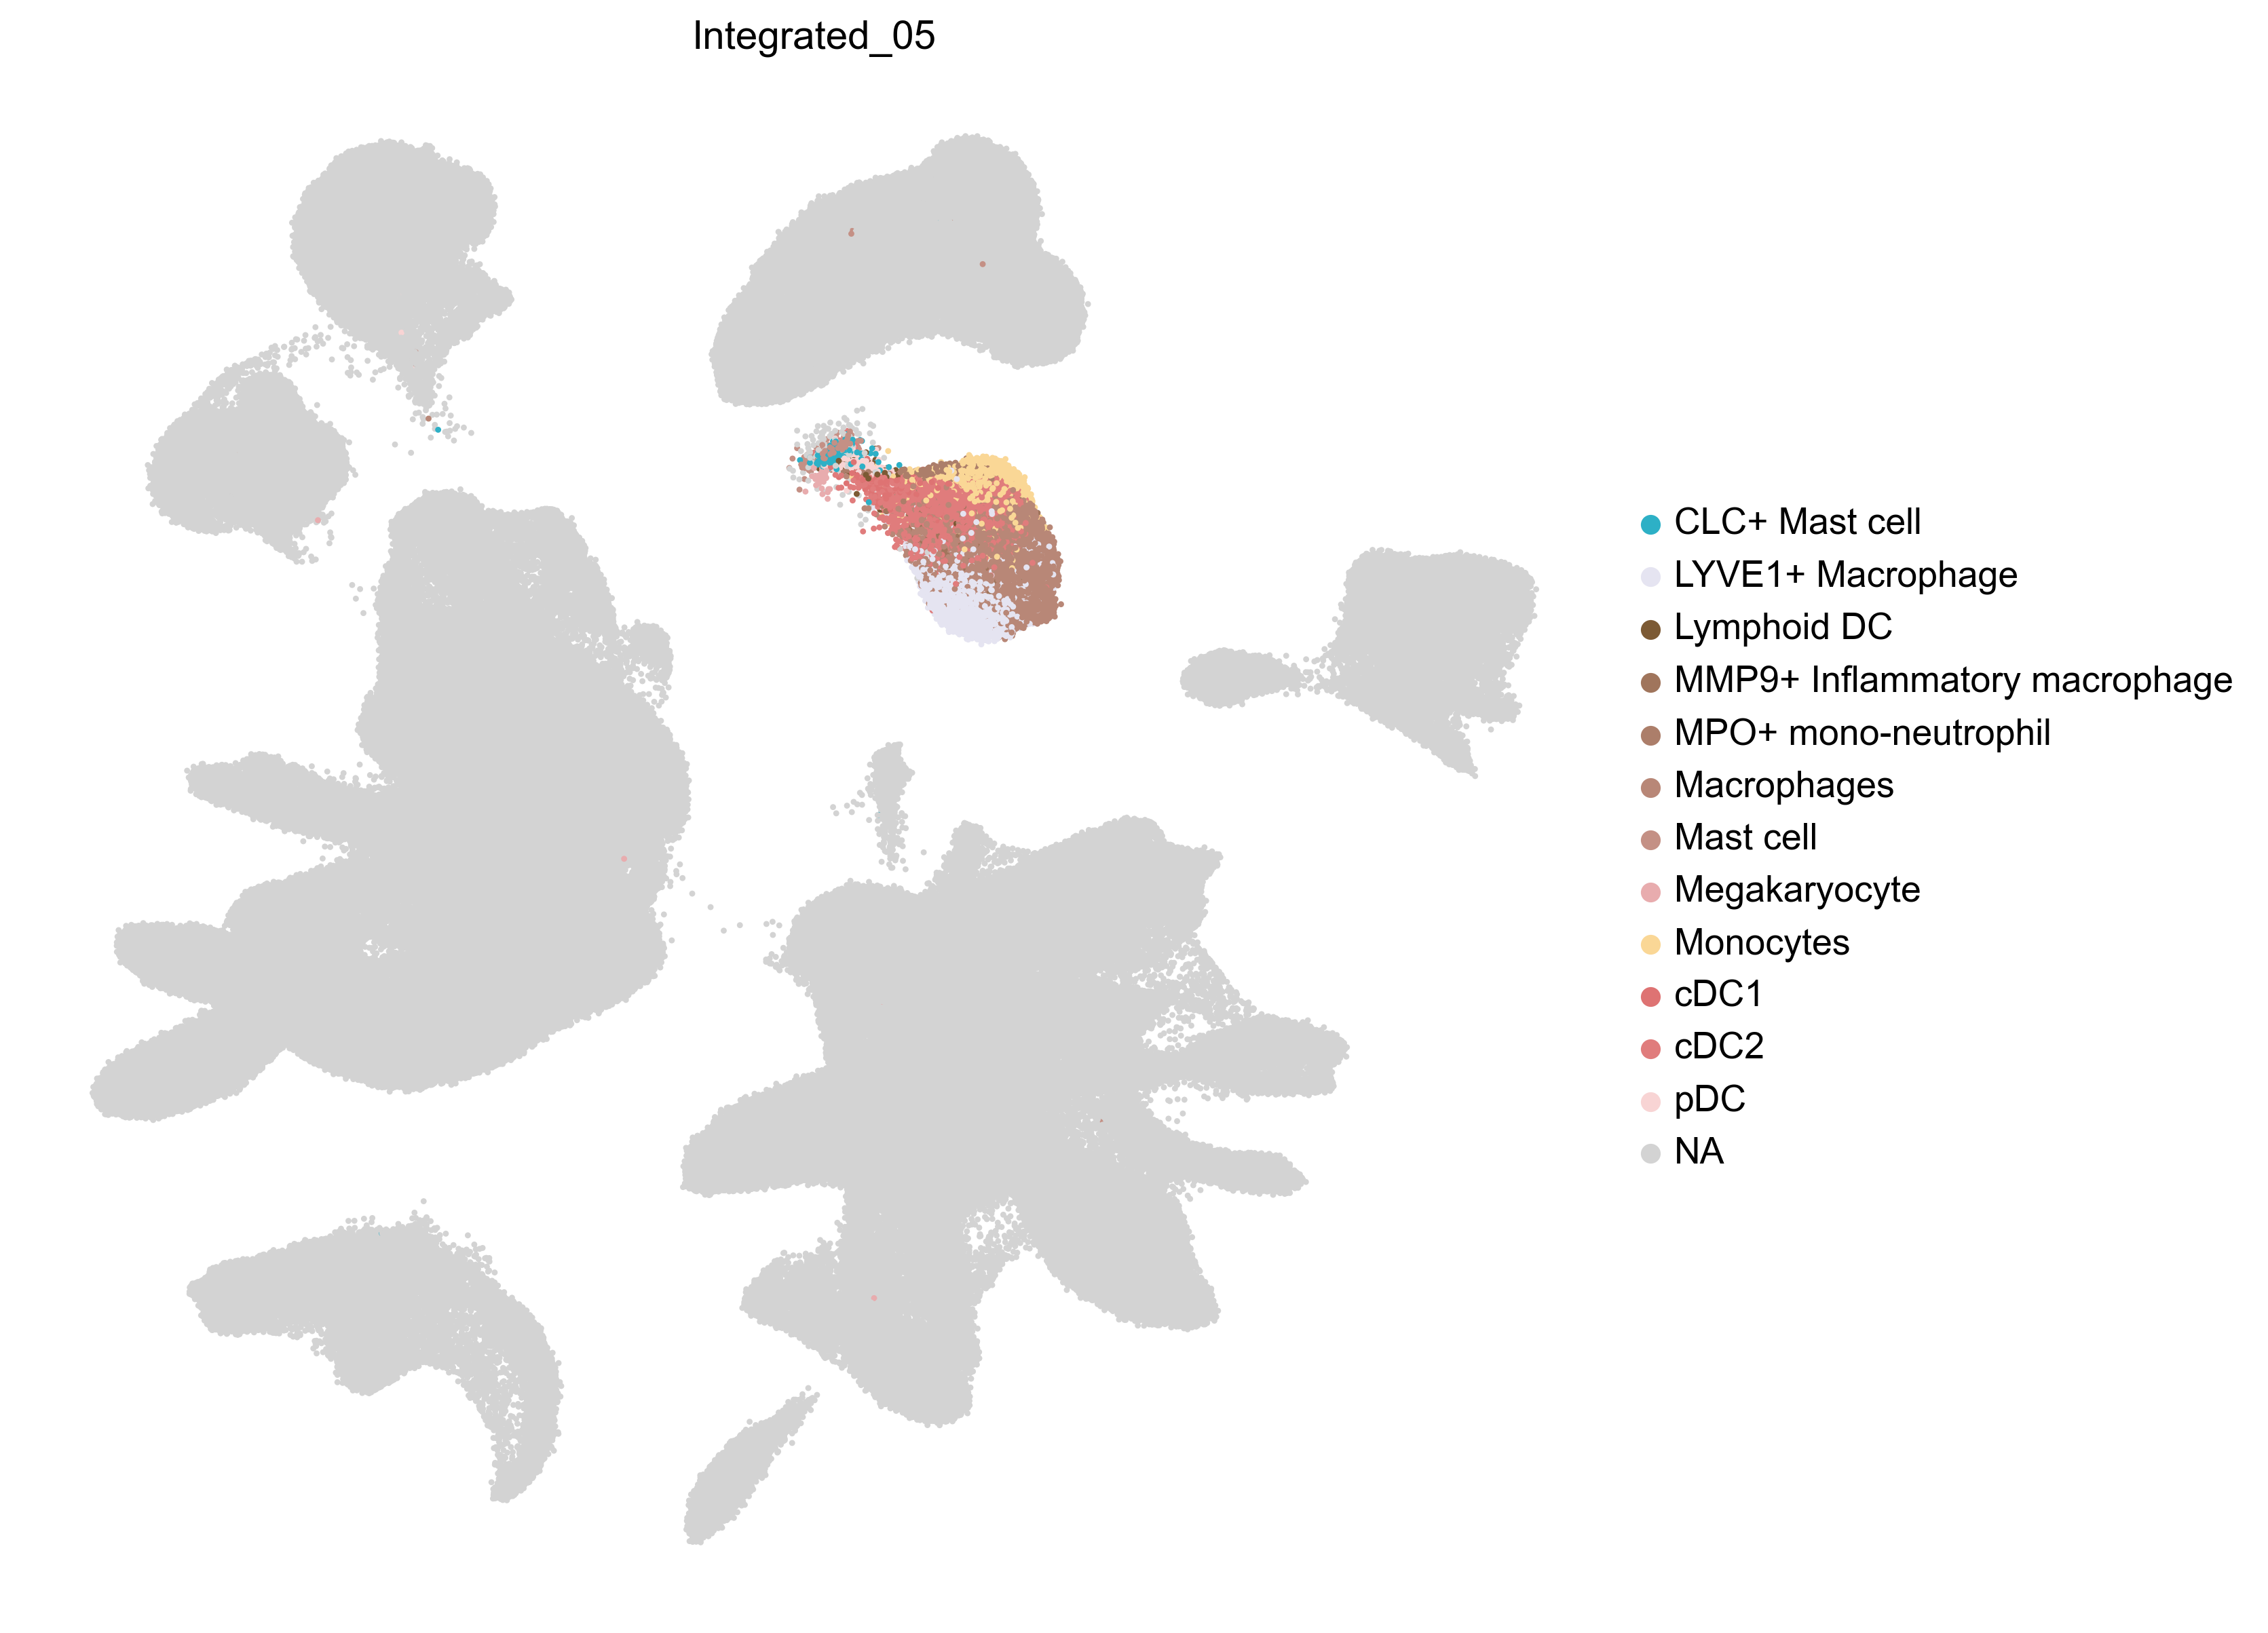 Integrated_05
CLC+ Mast cell
LYVE1+ Macrophage
Lymphoid DC
MMP9+ Inflammatory macrophage
MPO+ mono-neutrophil
Macrophages
Mast cell
Megakaryocyte
Monocytes
cDC1
cDC2
pDC
NA